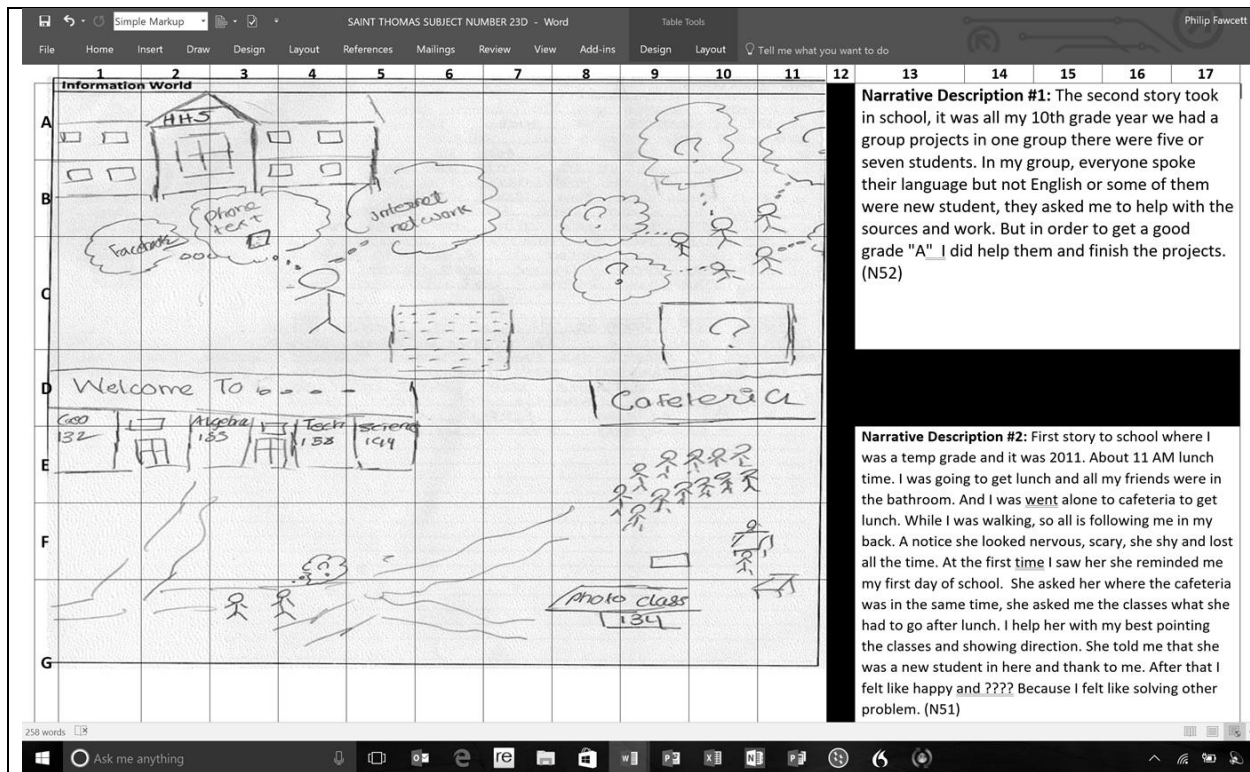 Simple Markup
SAINT THOMAS SUBJECT NUMBER 23D - Word
Table Tools
Philip Fawcett
File Home Insert Draw Design Layout References Mailings Review View Add-ins Design Layout Tell me what you want to do
1 2 3 4 5 6 7 8 9 10 11 12 13 14 15 16 17
Information World
A
HHS
B
Facebook
phone
text
Internet
network
?
?
?
?
C
?
D
Welcome To
Cafeteria
Geo
132
Algebra
155
Tech
158
Science
144
E
F
?
photo class
134
G
Narrative Description #1: The second story took
in school, it was all my 10th grade year we had a
group projects in one group there were five or
seven students. In my group, everyone spoke
their language but not English or some of them
were new student, they asked me to help with the
sources and work. But in order to get a good
grade "A" I did help them and finish the projects.
(N52)
Narrative Description #2: First story to school where I
was a temp grade and it was 2011. About 11 AM lunch
time. I was going to get lunch and all my friends were in
the bathroom. And I was went alone to cafeteria to get
lunch. While I was walking, so all is following me in my
back. A notice she looked nervous, scary, she shy and lost
all the time. At the first time I saw her she reminded me
my first day of school. She asked her where the cafeteria
was in the same time, she asked me the classes what she
had to go after lunch. I help her with my best pointing
the classes and showing direction. She told me that she
was a new student in here and thank to me. After that I
felt like happy and ???? Because I felt like solving other
problem. (N51)
258 words
Ask me anything
re